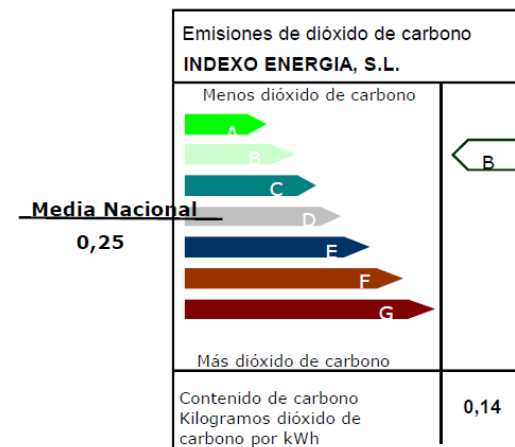 Emisiones de dióxido de carbono
INDEXO ENERGIA, S.L.
Menos dióxido de carbono
A
B
B
C
Media Nacional
D
0,25
E
F
G
Más dióxido de carbono
Contenido de carbono
Kilogramos dióxido de
carbono por kWh
0,14